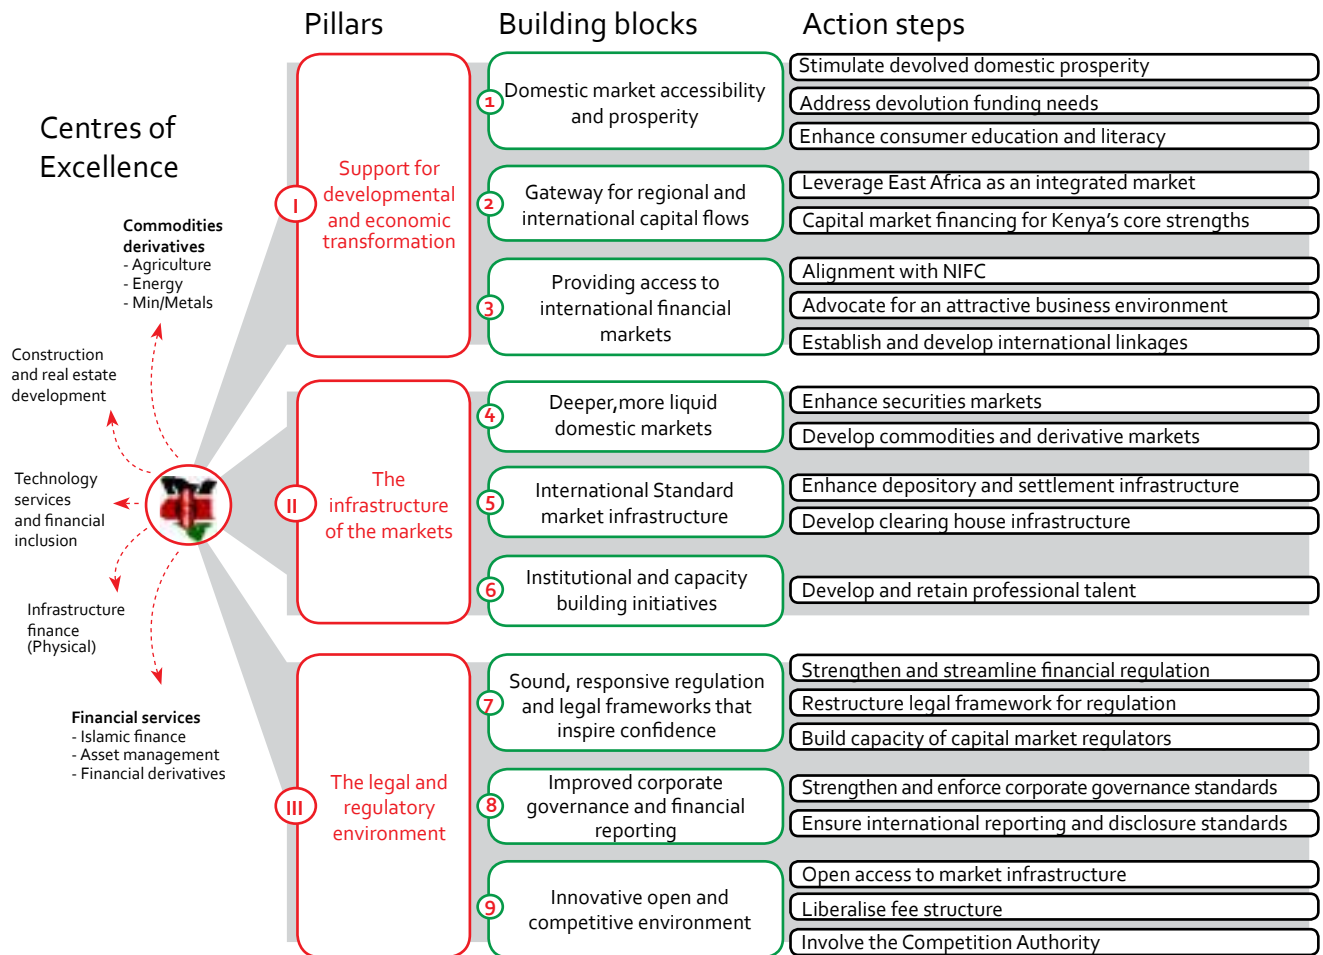 Pillars
Building blocks
Action steps
Centres of
Excellence
Commodities
derivatives
- Agriculture
- Energy
- Min/Metals
Construction
and real estate
development
Technology
services
and financial
inclusion
Infrastructure
finance
(Physical)
Financial services
- Islamic finance
- Asset management
- Financial derivatives
I
Support for
developmental
and economic
transformation
1
Domestic market accessibility
and prosperity
Stimulate devolved domestic prosperity
Address devolution funding needs
Enhance consumer education and literacy
2
Gateway for regional and
international capital flows
Leverage East Africa as an integrated market
Capital market financing for Kenya's core strengths
3
Providing access to
international financial
markets
Alignment with NIFC
Advocate for an attractive business environment
Establish and develop international linkages
II
The
infrastructure
of the markets
4
Deeper,more liquid
domestic markets
Enhance securities markets
Develop commodities and derivative markets
5
International Standard
market infrastructure
Enhance depository and settlement infrastructure
Develop clearing house infrastructure
6
Institutional and capacity
building initiatives
Develop and retain professional talent
III
The legal and
regulatory
environment
7
Sound, responsive regulation
and legal frameworks that
inspire confidence
Strengthen and streamline financial regulation
Restructure legal framework for regulation
Build capacity of capital market regulators
8
Improved corporate
governance and financial
reporting
Strengthen and enforce corporate governance standards
Ensure international reporting and disclosure standards
9
Innovative open and
competitive environment
Open access to market infrastructure
Liberalise fee structure
Involve the Competition Authority